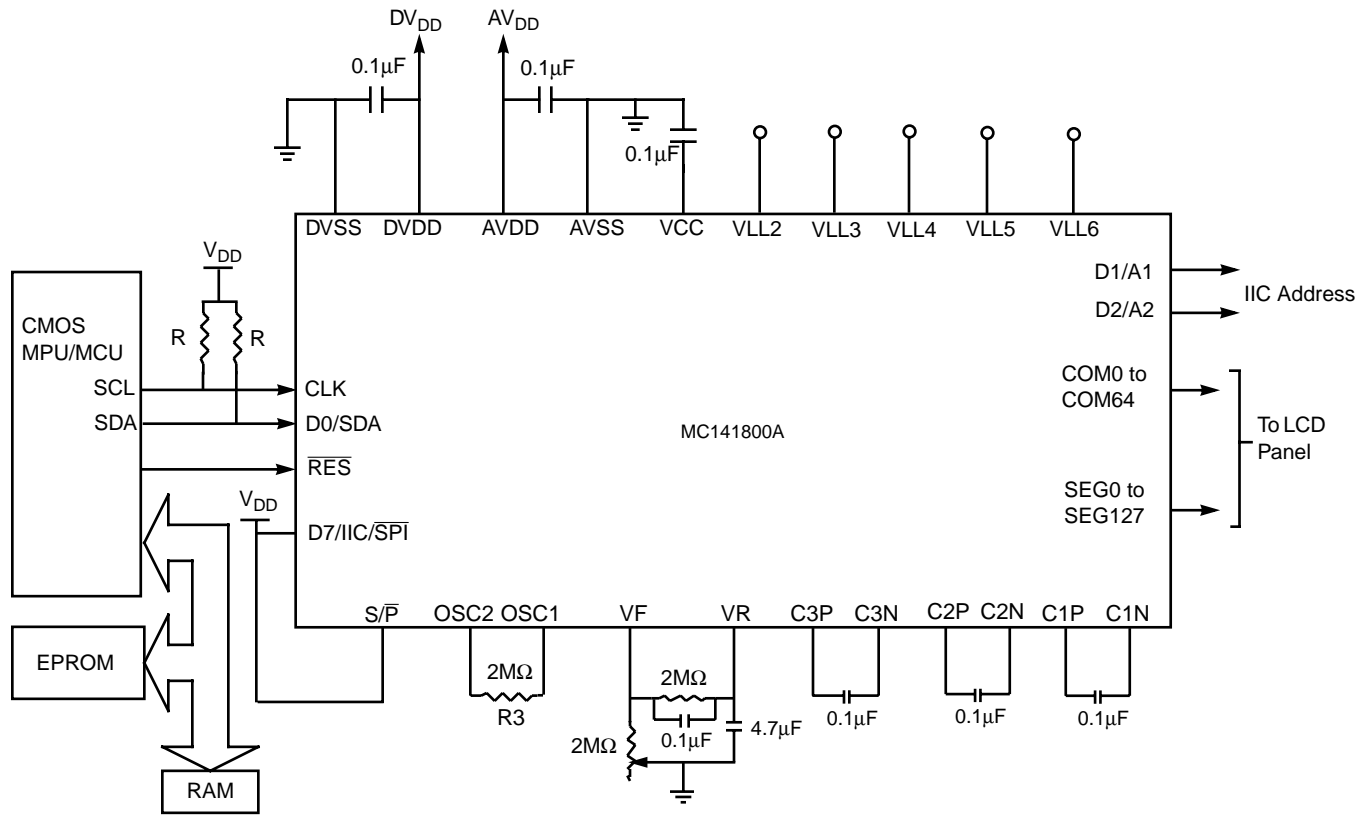 DVDD
AVDD
0.1µF
0.1µF
0.1µF
DVSS
DVDD
AVDD
AVSS
VCC
VLL2
VLL3
VLL4
VLL5
VLL6
VDD
D1/A1
D2/A2
IIC Address
CMOS
MPU/MCU
R
R
SCL
SDA
CLK
D0/SDA
RES
COM0 to
COM64
MC141800A
To LCD
Panel
SEG0 to
SEG127
VDD
D7/IIC/SPI
S/P
OSC2
OSC1
VF
VR
C3P
C3N
C2P
C2N
C1P
C1N
EPROM
2MΩ
R3
2MΩ
0.1µF
4.7µF
2MΩ
0.1µF
0.1µF
0.1µF
RAM